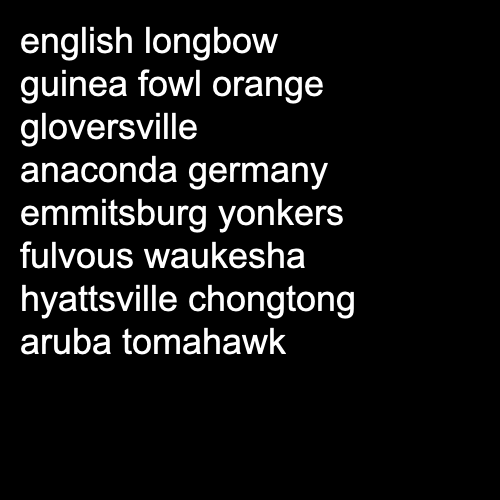 english longbow
guinea fowl orange
gloversville
anaconda germany
emmitsburg yonkers
fulvous waukesha
hyattsville chongtong
aruba tomahawk